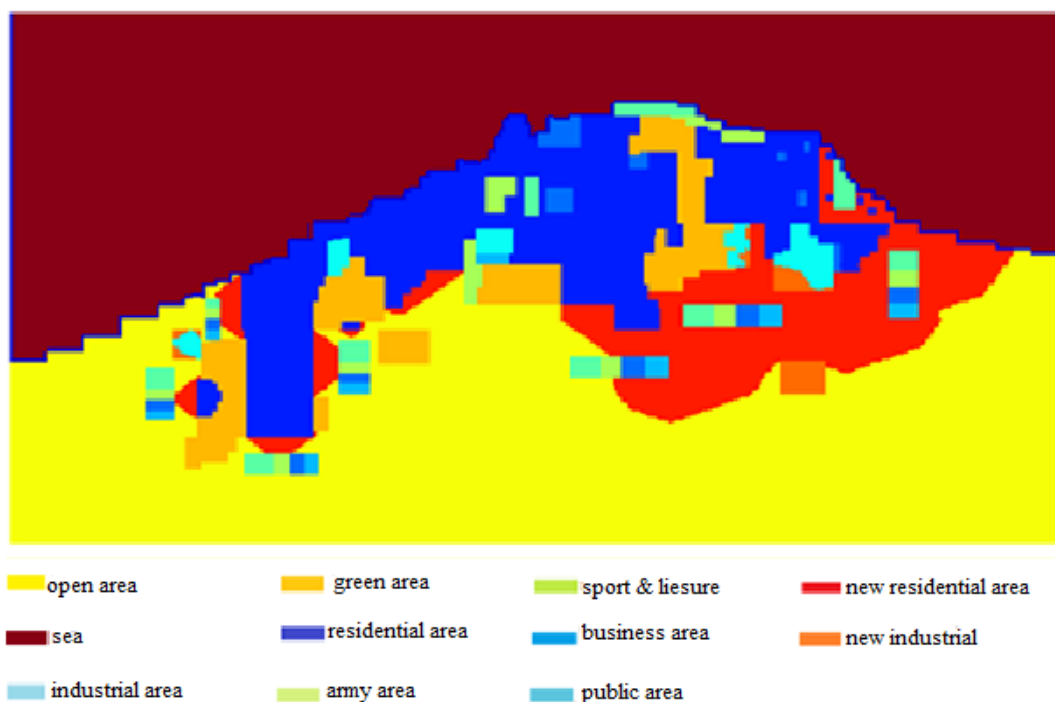 open area
green area
sport & liesure
new residential area
sea
residential area
business area
new industrial
industrial area
army area
public area